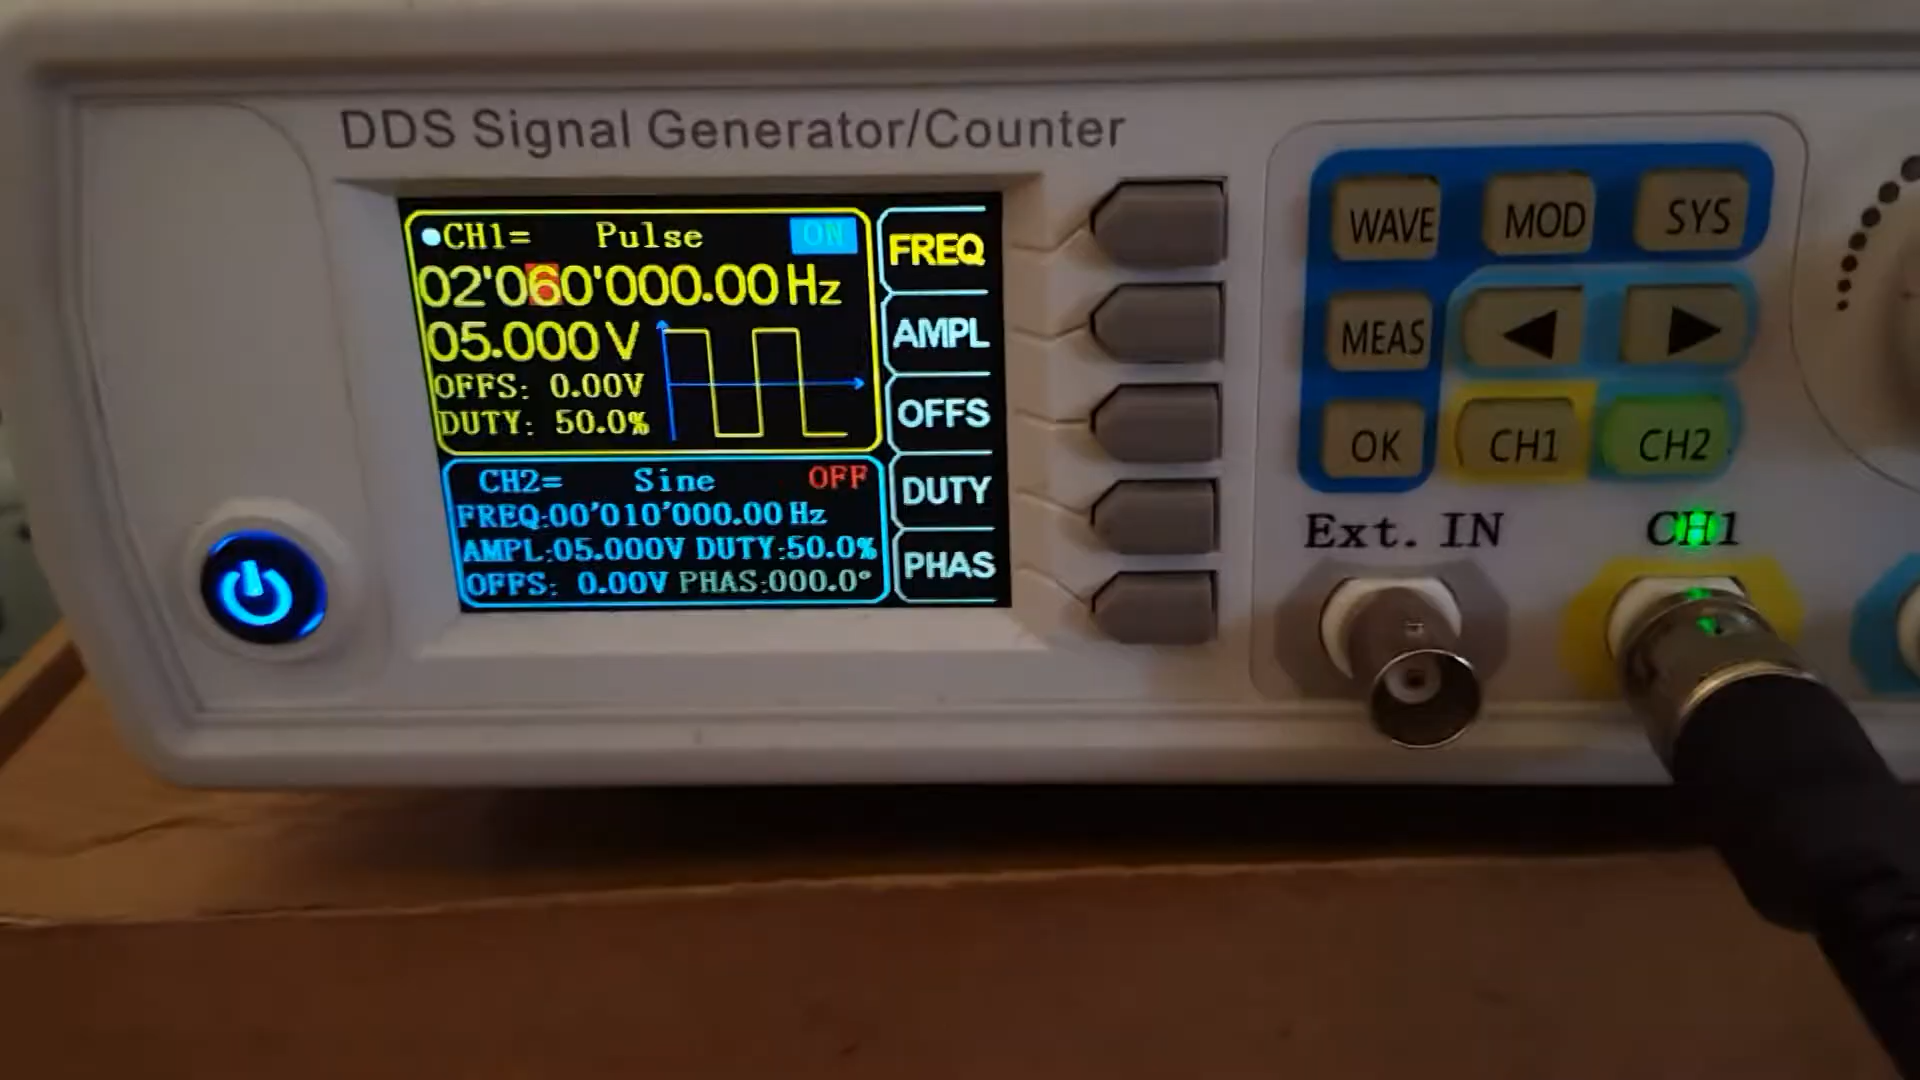 DDS Signal Generator/Counter
CH1= Pulse ON
02'060'000.00 Hz
05.000 V
OFFS: 0.00V
DUTY: 50.0%
CH2= Sine OFF
FREQ:00'010'000.00 Hz
AMPL:05.000V DUTY:50.0%
OFFS: 0.00V PHAS:000.0°
FREQ
AMPL
OFFS
DUTY
PHAS
WAVE MOD SYS
MEAS
OK CH1 CH2
Ext. IN CH1